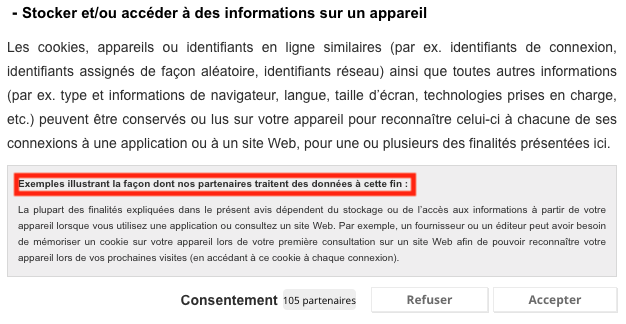 - Stocker et/ou accéder à des informations sur un appareil
Les cookies, appareils ou identifiants en ligne similaires (par ex. identifiants de connexion,
identifiants assignés de façon aléatoire, identifiants réseau) ainsi que toutes autres informations
(par ex. type et informations de navigateur, langue, taille d'écran, technologies prises en charge,
etc.) peuvent être conservés ou lus sur votre appareil pour reconnaître celui-ci à chacune de ses
connexions à une application ou à un site Web, pour une ou plusieurs des finalités présentées ici.
Exemples illustrant la façon dont nos partenaires traitent des données à cette fin :
La plupart des finalités expliquées dans le présent avis dépendent du stockage ou de l'accès aux informations à partir de votre
appareil lorsque vous utilisez une application ou consultez un site Web. Par exemple, un fournisseur ou un éditeur peut avoir besoin
de mémoriser un cookie sur votre appareil lors de votre première consultation sur un site Web afin de pouvoir reconnaître votre
appareil lors de vos prochaines visites (en accédant à ce cookie à chaque connexion).
Consentement 105 partenaires Refuser Accepter